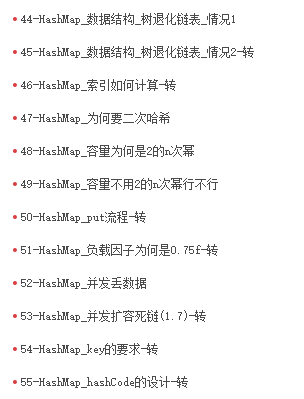 44-HashMap_数据结构_树退化链表_情况1
45-HashMap_数据结构_树退化链表_情况2-转
46-HashMap_索引如何计算-转
47-HashMap_为何要二次哈希
48-HashMap_容量为何是2的n次幂
49-HashMap_容量不用2的n次幂行不行
50-HashMap_put流程-转
51-HashMap_负载因子为何是0.75f-转
52-HashMap_并发丢数据
53-HashMap_并发扩容死链(1.7)-转
54-HashMap_key的要求-转
55-HashMap_hashCode的设计-转